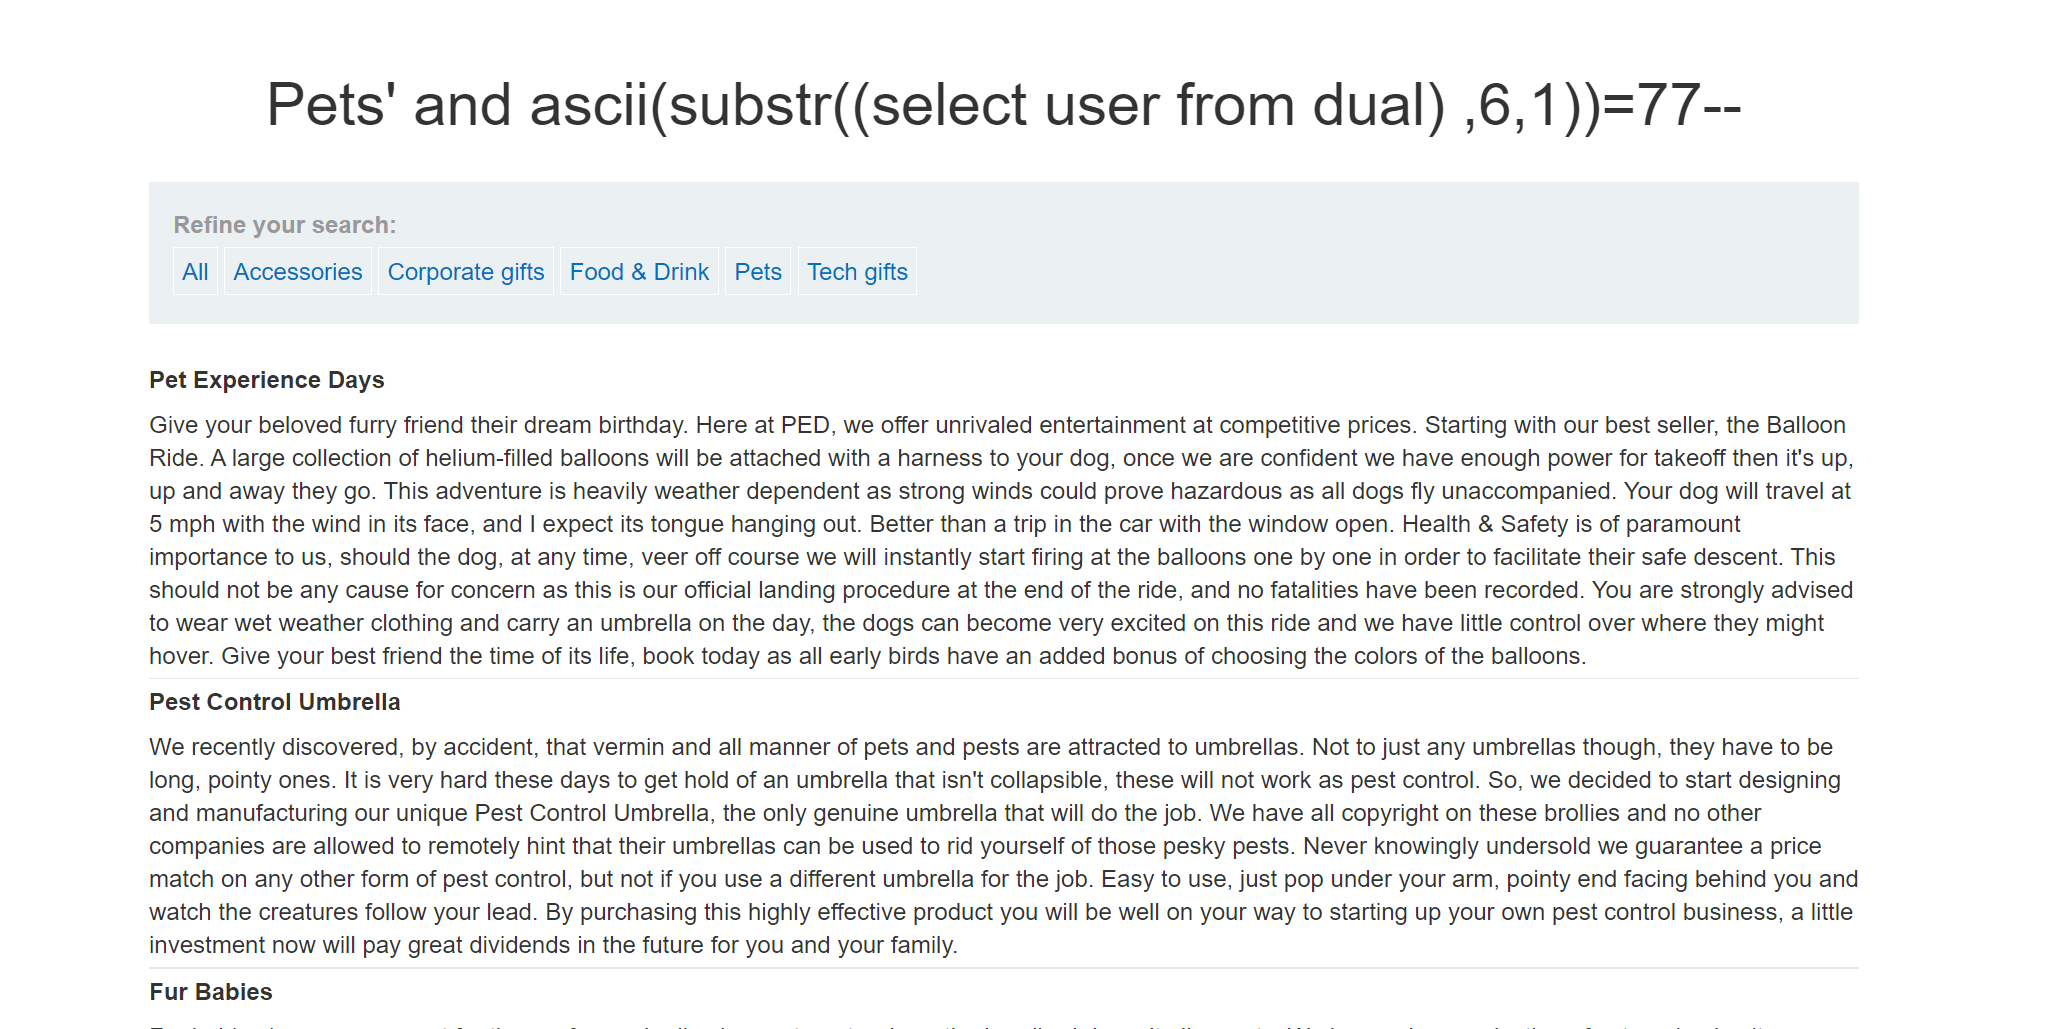 Pets' and ascii(substr((select user from dual) ,6,1))=77--
Refine your search:
All Accessories Corporate gifts Food & Drink Pets Tech gifts
Pet Experience Days
Give your beloved furry friend their dream birthday. Here at PED, we offer unrivaled entertainment at competitive prices. Starting with our best seller, the Balloon
Ride. A large collection of helium-filled balloons will be attached with a harness to your dog, once we are confident we have enough power for takeoff then it's up,
up and away they go. This adventure is heavily weather dependent as strong winds could prove hazardous as all dogs fly unaccompanied. Your dog will travel at
5 mph with the wind in its face, and I expect its tongue hanging out. Better than a trip in the car with the window open. Health & Safety is of paramount
importance to us, should the dog, at any time, veer off course we will instantly start firing at the balloons one by one in order to facilitate their safe descent. This
should not be any cause for concern as this is our official landing procedure at the end of the ride, and no fatalities have been recorded. You are strongly advised
to wear wet weather clothing and carry an umbrella on the day, the dogs can become very excited on this ride and we have little control over where they might
hover. Give your best friend the time of its life, book today as all early birds have an added bonus of choosing the colors of the balloons.
Pest Control Umbrella
We recently discovered, by accident, that vermin and all manner of pets and pests are attracted to umbrellas. Not to just any umbrellas though, they have to be
long, pointy ones. It is very hard these days to get hold of an umbrella that isn't collapsible, these will not work as pest control. So, we decided to start designing
and manufacturing our unique Pest Control Umbrella, the only genuine umbrella that will do the job. We have all copyright on these brollies and no other
companies are allowed to remotely hint that their umbrellas can be used to rid yourself of those pesky pests. Never knowingly undersold we guarantee a price
match on any other form of pest control, but not if you use a different umbrella for the job. Easy to use, just pop under your arm, pointy end facing behind you and
watch the creatures follow your lead. By purchasing this highly effective product you will be well on your way to starting up your own pest control business, a little
investment now will pay great dividends in the future for you and your family.
Fur Babies